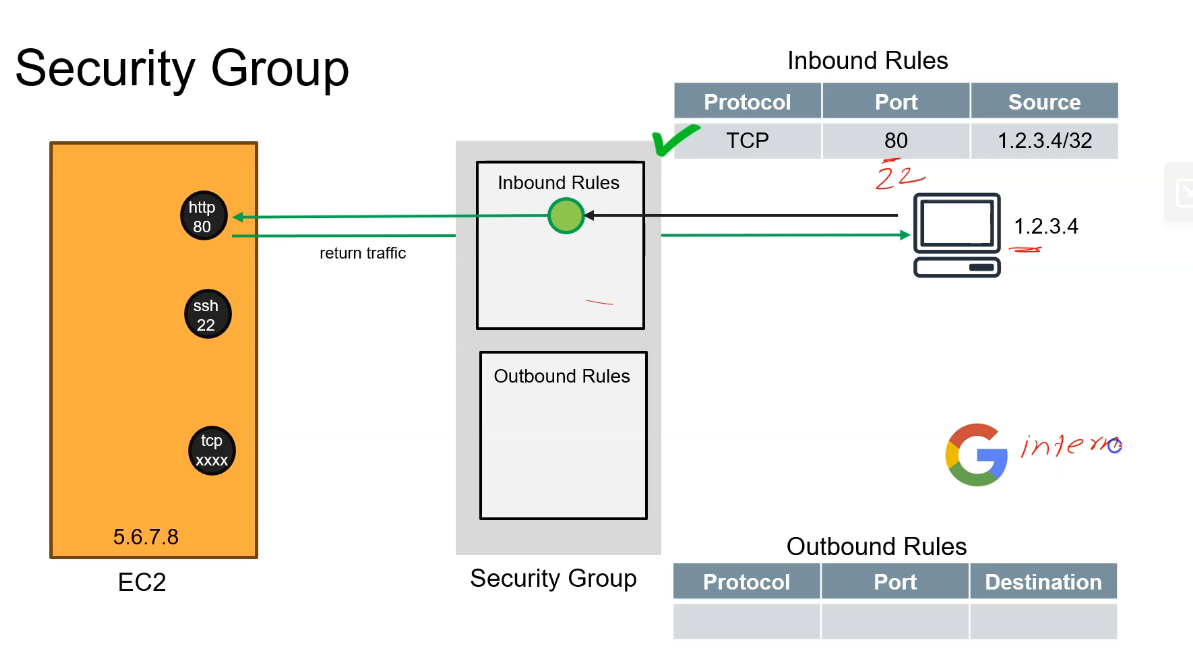 Security Group
Inbound Rules
Protocol Port Source
TCP 80 1.2.3.4/32
22
Inbound Rules
http
80
1.2.3.4
return traffic
ssh
22
Outbound Rules
tcp
xxxx
intern
5.6.7.8
EC2
Security Group
Outbound Rules
Protocol Port Destination